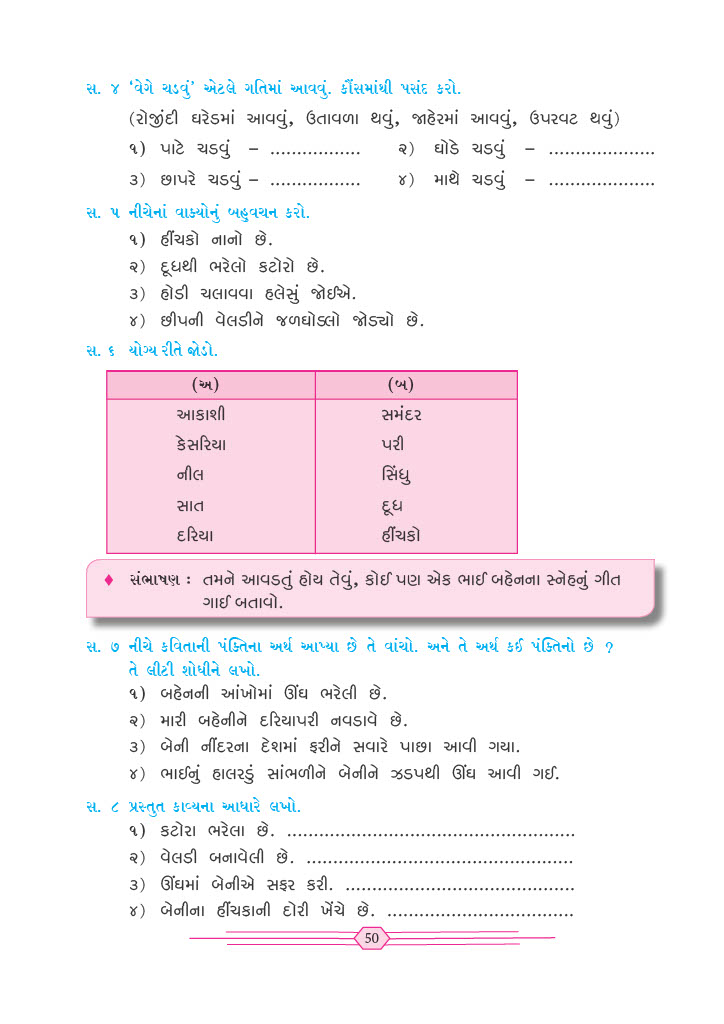 સ. ૪ ‘વેગે ચડવું’ એટલે ગતિમાં આવવું. કૌંસમાંથી પસંદ કરો.
(રોજીંદી ઘરેડમાં આવવું, ઉતાવળા થવું, જાહેરમાં આવવું, ઉપરવટ થવું)
૧) પાટે ચડવું – ................. ૨) ઘોડે ચડવું – ....................
૩) છાપરે ચડવું – ................. ૪) માથે ચડવું – ....................
સ. ૫ નીચેનાં વાક્યોનું બહુવચન કરો.
૧) હીંચકો નાનો છે.
૨) દૂધથી ભરેલો કટોરો છે.
૩) હોડી ચલાવવા હલેસું જોઈએ.
૪) છીપની વેલડીને જળઘોડલો જોડ્યો છે.
સ. ૬ યોગ્ય રીતે જોડો.
(અ) (બ)
આકાશી સમંદર
કેસરિયા પરી
નીલ સિંધુ
સાત દૂધ
દરિયા હીંચકો
♦ સંભાષણ : તમને આવડતું હોય તેવું, કોઈ પણ એક ભાઈ બહેનના સ્નેહનું ગીત
ગાઈ બતાવો.
સ. ૭ નીચે કવિતાની પંક્તિના અર્થ આપ્યા છે તે વાંચો. અને તે અર્થ કઈ પંક્તિનો છે ?
તે લીટી શોધીને લખો.
૧) બહેનની આંખોમાં ઊંઘ ભરેલી છે.
૨) મારી બહેનીને દરિયાપરી નવડાવે છે.
૩) બેની નીંદરના દેશમાં ફરીને સવારે પાછા આવી ગયા.
૪) ભાઈનું હાલરડું સાંભળીને બેનીને ઝડપથી ઊંઘ આવી ગઈ.
સ. ૮ પ્રસ્તુત કાવ્યના આધારે લખો.
૧) કટોરા ભરેલા છે. ......................................................
૨) વેલડી બનાવેલી છે. ..................................................
૩) ઊંઘમાં બેનીએ સફર કરી. ...........................................
૪) બેનીના હીંચકાની દોરી ખેંચે છે. ...................................
50